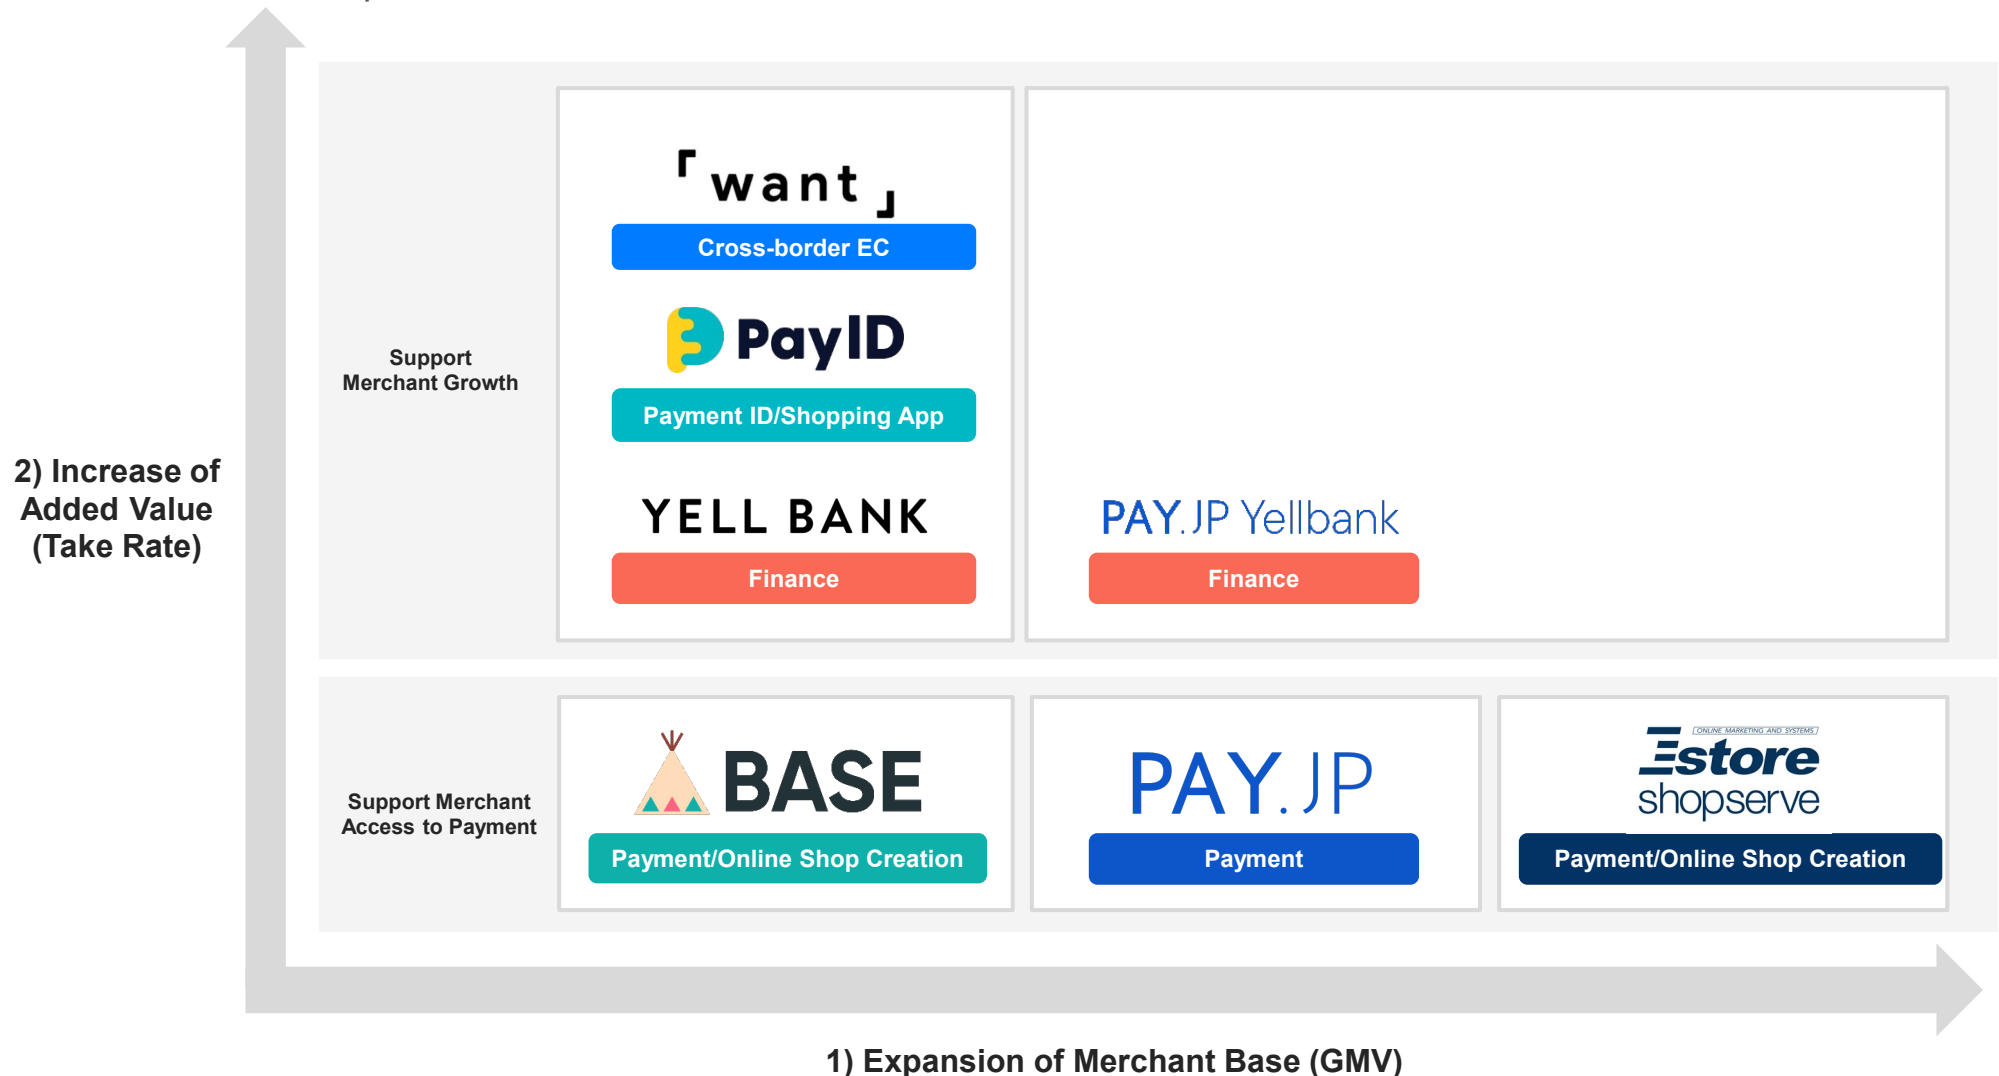 「want」
Cross-border EC
PayID
Payment ID/Shopping App
Support
Merchant Growth
YELL BANK
Finance
PAY.JP Yellbank
Finance
2) Increase of
Added Value
(Take Rate)
BASE
Payment/Online Shop Creation
PAY.JP
Payment
ONLINE MARKETING AND SYSTEMS
Estore
shopserve
Payment/Online Shop Creation
Support Merchant
Access to Payment
1) Expansion of Merchant Base (GMV)